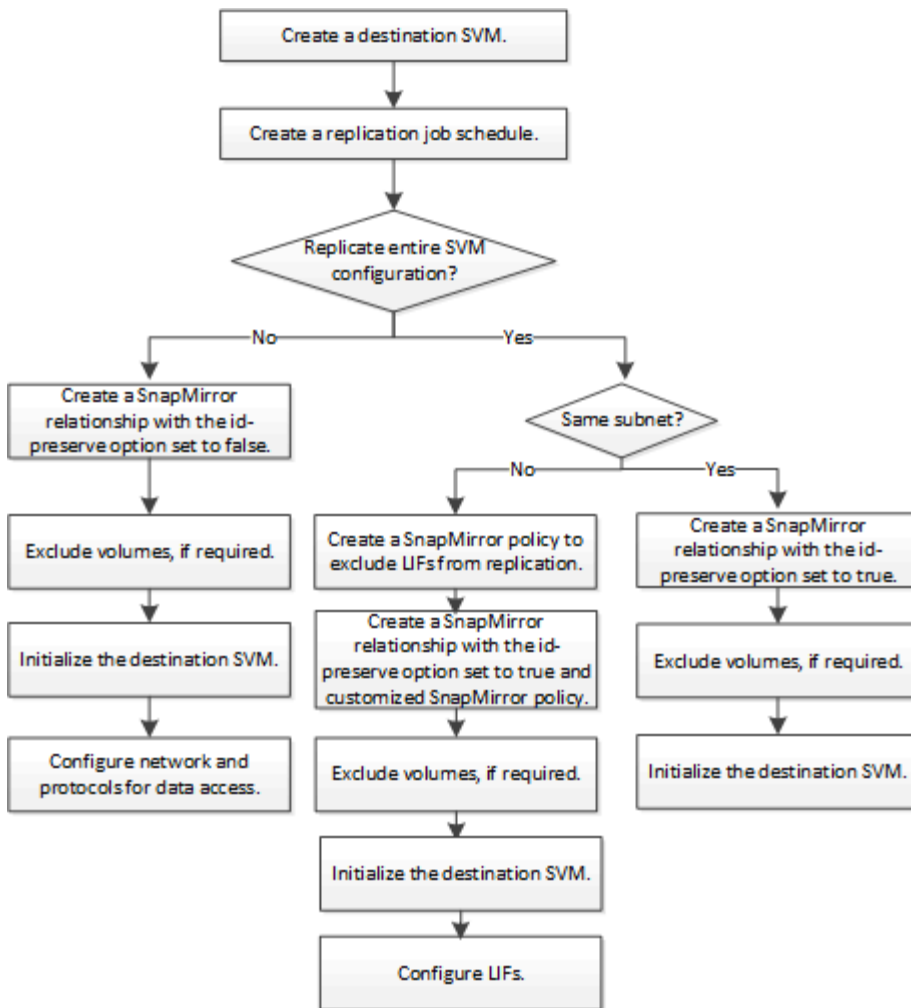 Create a destination SVM.
Create a replication job schedule.
Replicate entire SVM
configuration?
No
Yes
Create a SnapMirror
relationship with the id-
preserve option set to false.
Exclude volumes, if required.
Initialize the destination SVM.
Configure network and
protocols for data access.
Same subnet?
No
Yes
Create a SnapMirror policy to
exclude LIFs from replication.
Create a SnapMirror
relationship with the id-
preserve option set to true and
customized SnapMirror policy.
Exclude volumes, if required.
Initialize the destination SVM.
Configure LIFs.
Create a SnapMirror
relationship with the id-
preserve option set to true.
Exclude volumes, if required.
Initialize the destination SVM.